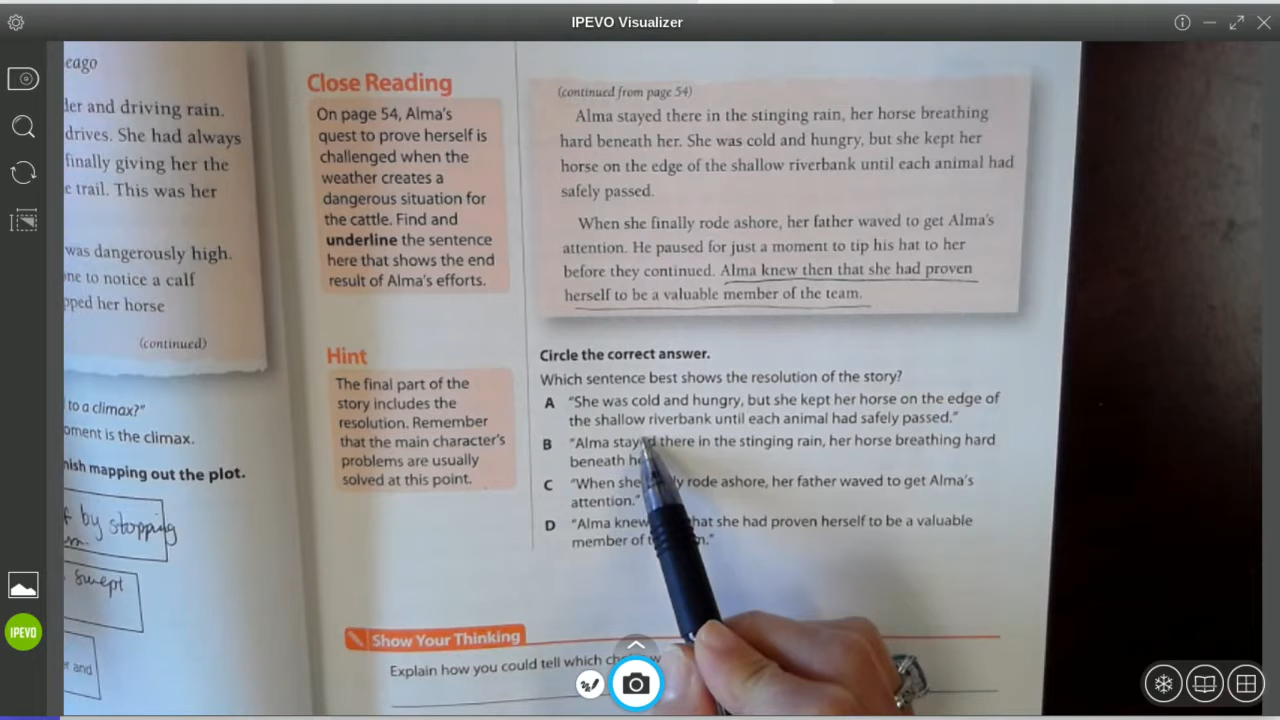 IPEVO Visualizer
eago
der and driving rain.
drives. She had always
finally giving her the
e trail. This was her
was dangerously high.
ne to notice a calf
pped her horse
(continued)
to a climax?"
oment is the climax.
nish mapping out the plot.
by stopping
swept
and
Close Reading
On page 54, Alma's
quest to prove herself is
challenged when the
weather creates a
dangerous situation for
the cattle. Find and
underline the sentence
here that shows the end
result of Alma's efforts.
Hint
The final part of the
story includes the
resolution. Remember
that the main character's
problems are usually
solved at this point.
(continued from page 54)
Alma stayed there in the stinging rain, her horse breathing
hard beneath her. She was cold and hungry, but she kept her
horse on the edge of the shallow riverbank until each animal had
safely passed.
When she finally rode ashore, her father waved to get Alma's
attention. He paused for just a moment to tip his hat to her
before they continued. Alma knew then that she had proven
herself to be a valuable member of the team.
Circle the correct answer.
Which sentence best shows the resolution of the story?
A "She was cold and hungry, but she kept her horse on the edge of
the shallow riverbank until each animal had safely passed."
B "Alma stayed there in the stinging rain, her horse breathing hard
beneath he
C "When she ly rode ashore, her father waved to get Alma's
attention."
D "Alma knew hat she had proven herself to be a valuable
member of t m."
Show Your Thinking
Explain how you could tell which
IPEVO